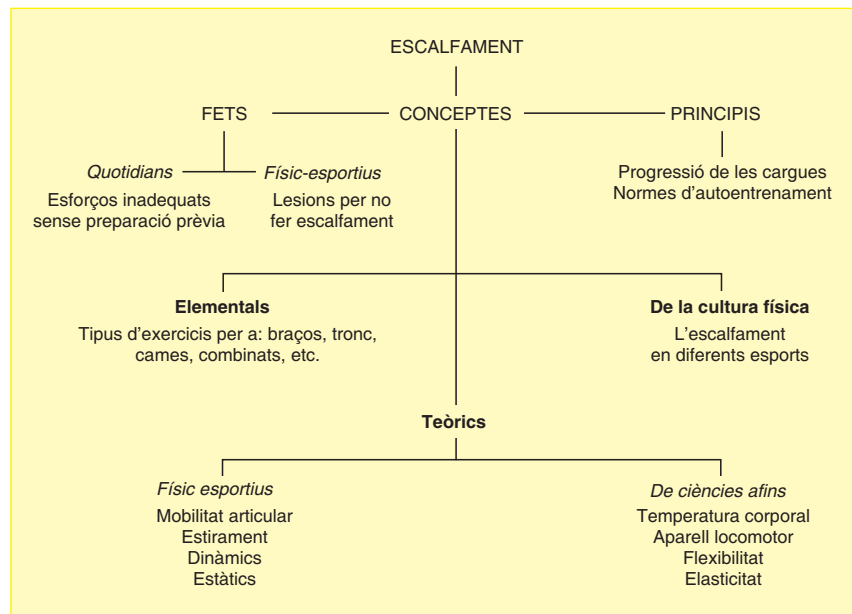 ESCALFAMENT
FETS
CONCEPTES
PRINCIPIS
Quotidians
Físic-esportius
Esforços inadequats
sense preparació prèvia
Lesions per no
fer escalfament
Progressió de les cargues
Normes d'autoentrenament
Elementals
Tipus d'exercicis per a: braços, tronc,
cames, combinats, etc.
De la cultura física
L'escalfament
en diferents esports
Teòrics
Físic esportius
Mobilitat articular
Estirament
Dinàmics
Estàtics
De ciències afins
Temperatura corporal
Aparell locomotor
Flexibilitat
Elasticitat